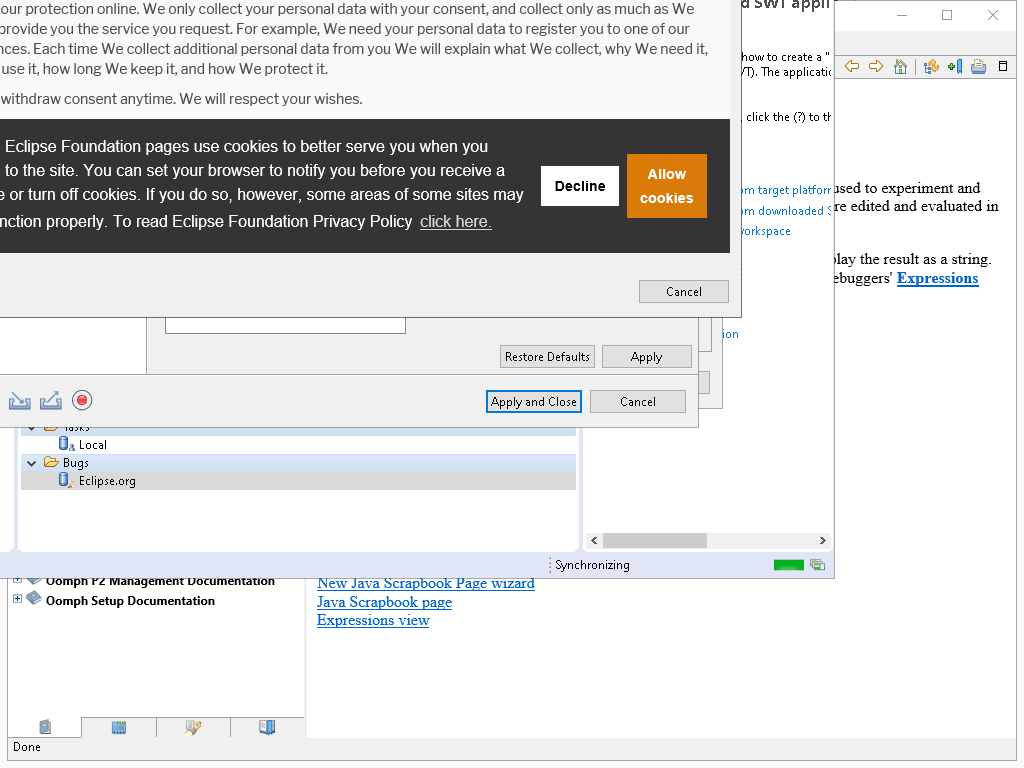 our protection online. We only collect your personal data with your consent, and collect only as much as We
provide you the service you request. For example, We need your personal data to register you to one of our
nces. Each time We collect additional personal data from you We will explain what We collect, why We need it,
use it, how long We keep it, and how We protect it.
withdraw consent anytime. We will respect your wishes.
Eclipse Foundation pages use cookies to better serve you when you
to the site. You can set your browser to notify you before you receive a
e or turn off cookies. If you do so, however, some areas of some sites may
nction properly. To read Eclipse Foundation Privacy Policy click here.
Decline
Allow
cookies
Cancel
Restore Defaults
Apply
Apply and Close
Cancel
d SWT appli
how to create a "
/T). The applicatic
click the (?) to th
om target platforn
om downloaded S
workspace
ion
used to experiment and
re edited and evaluated in
play the result as a string.
ebuggers' Expressions
Tasks
Local
Bugs
Eclipse.org
Synchronizing
Oomph P2 Management Documentation
Oomph Setup Documentation
New Java Scrapbook Page wizard
Java Scrapbook page
Expressions view
Done